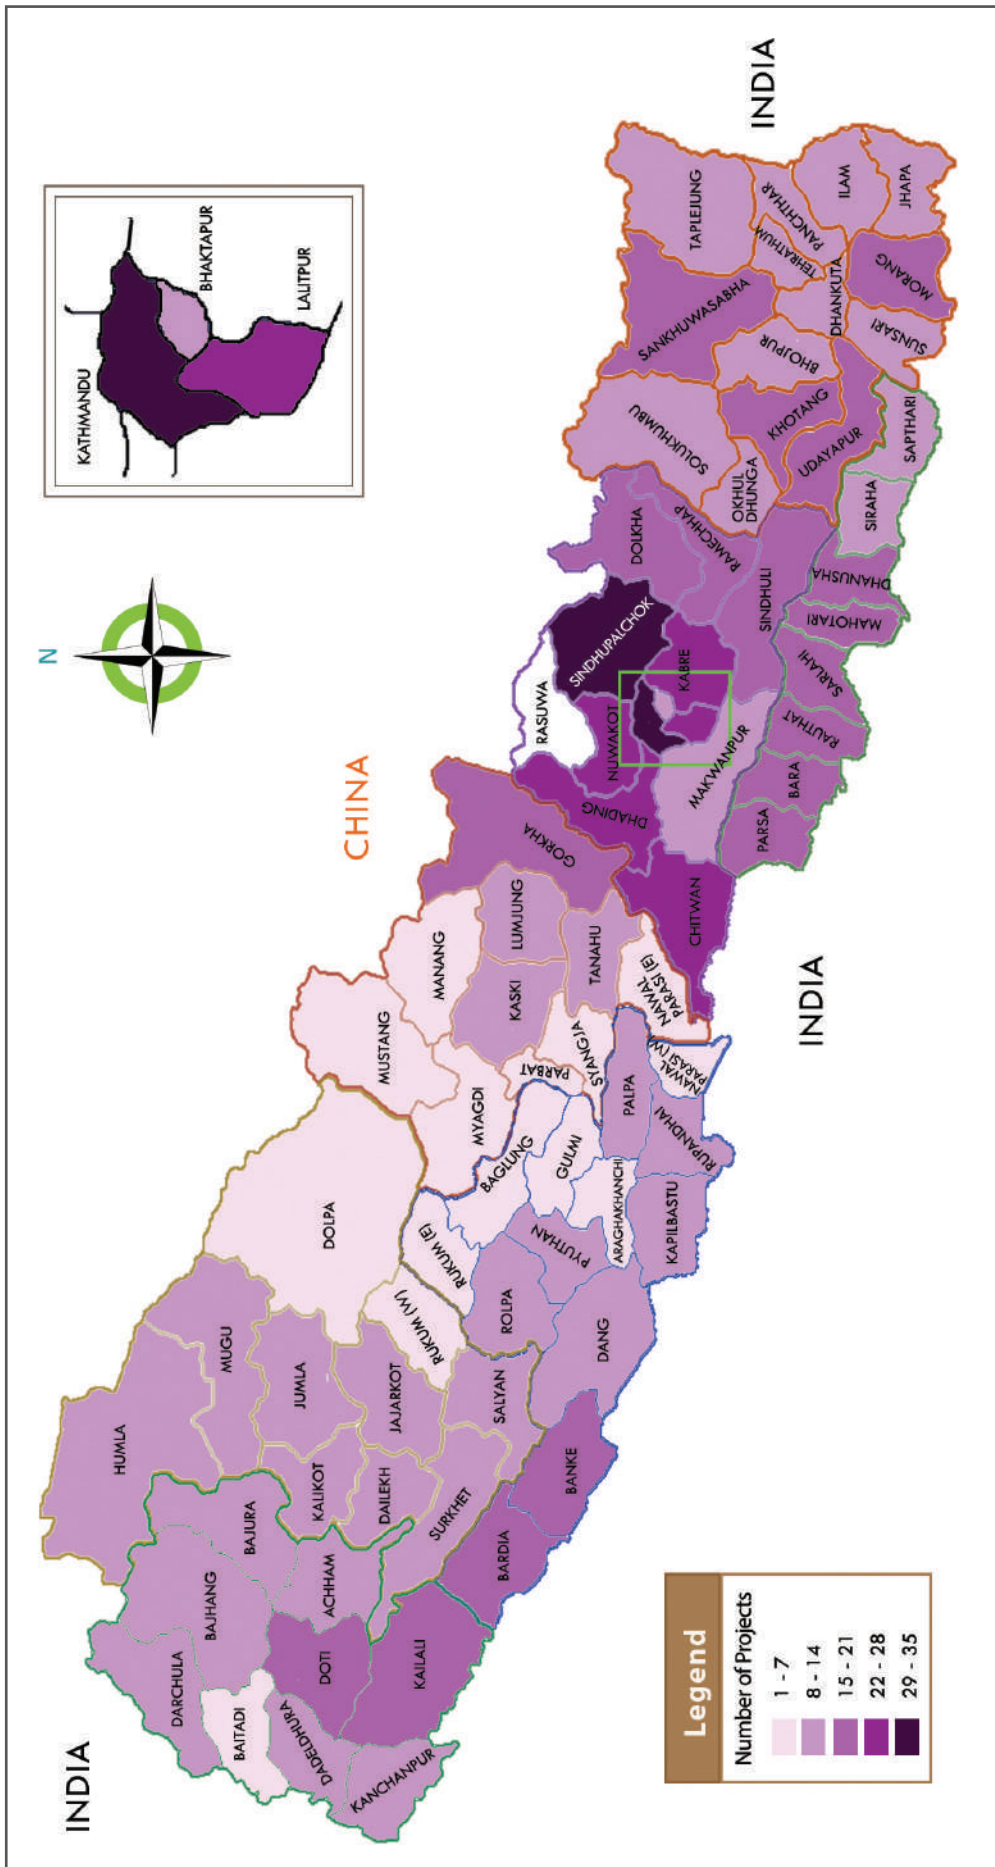 INDIA
N
CHINA
INDIA
INDIA
KATHMANDU
BHAKTAPUR
LALITPUR
DARCHULA
BAJHANG
BAITADI
DADELDHURA
KANCHANPUR
DOTI
KAILALI
ACHHAM
BAJURA
HUMLA
MUGU
JUMLA
KALIKOT
DAILEKH
JAJARKOT
SURKHET
SALYAN
DOLPA
RUKUM (W)
RUKUM (E)
ROLPA
PYUTHAN
DANG
BANKE
BARDIA
BAGLUNG
GULMI
ARAGHAKHANCHI
KAPILBASTU
RUPANDHAI
PALPA
NAWAL
PARASI (W)
NAWAL
PARASI (E)
MUSTANG
MANANG
MYAGDI
PARBAT
SYANGJA
KASKI
LUMJUNG
TANAHU
GORKHA
CHITWAN
DHADING
NUWAKOT
RASUWA
SINDHUPALCHOK
KABRE
MAKWANPUR
DOLKHA
RAMECHHAP
SINDHULI
PARSA
BARA
RAUTHAT
SARLAHI
MAHOTARI
DHANUSHA
SIRAHA
SAPTHARI
SOLUKHUMBU
OKHUL
DHUNGA
KHOTANG
UDAYAPUR
BHOJPUR
SANKHUWASABHA
TAPLEJUNG
TEHRATHUM
PANCHTHAR
DHANKUTA
ILAM
JHAPA
MORANG
SUNSARI
Legend
Number of Projects
1 - 7
8 - 14
15 - 21
22 - 28
29 - 35